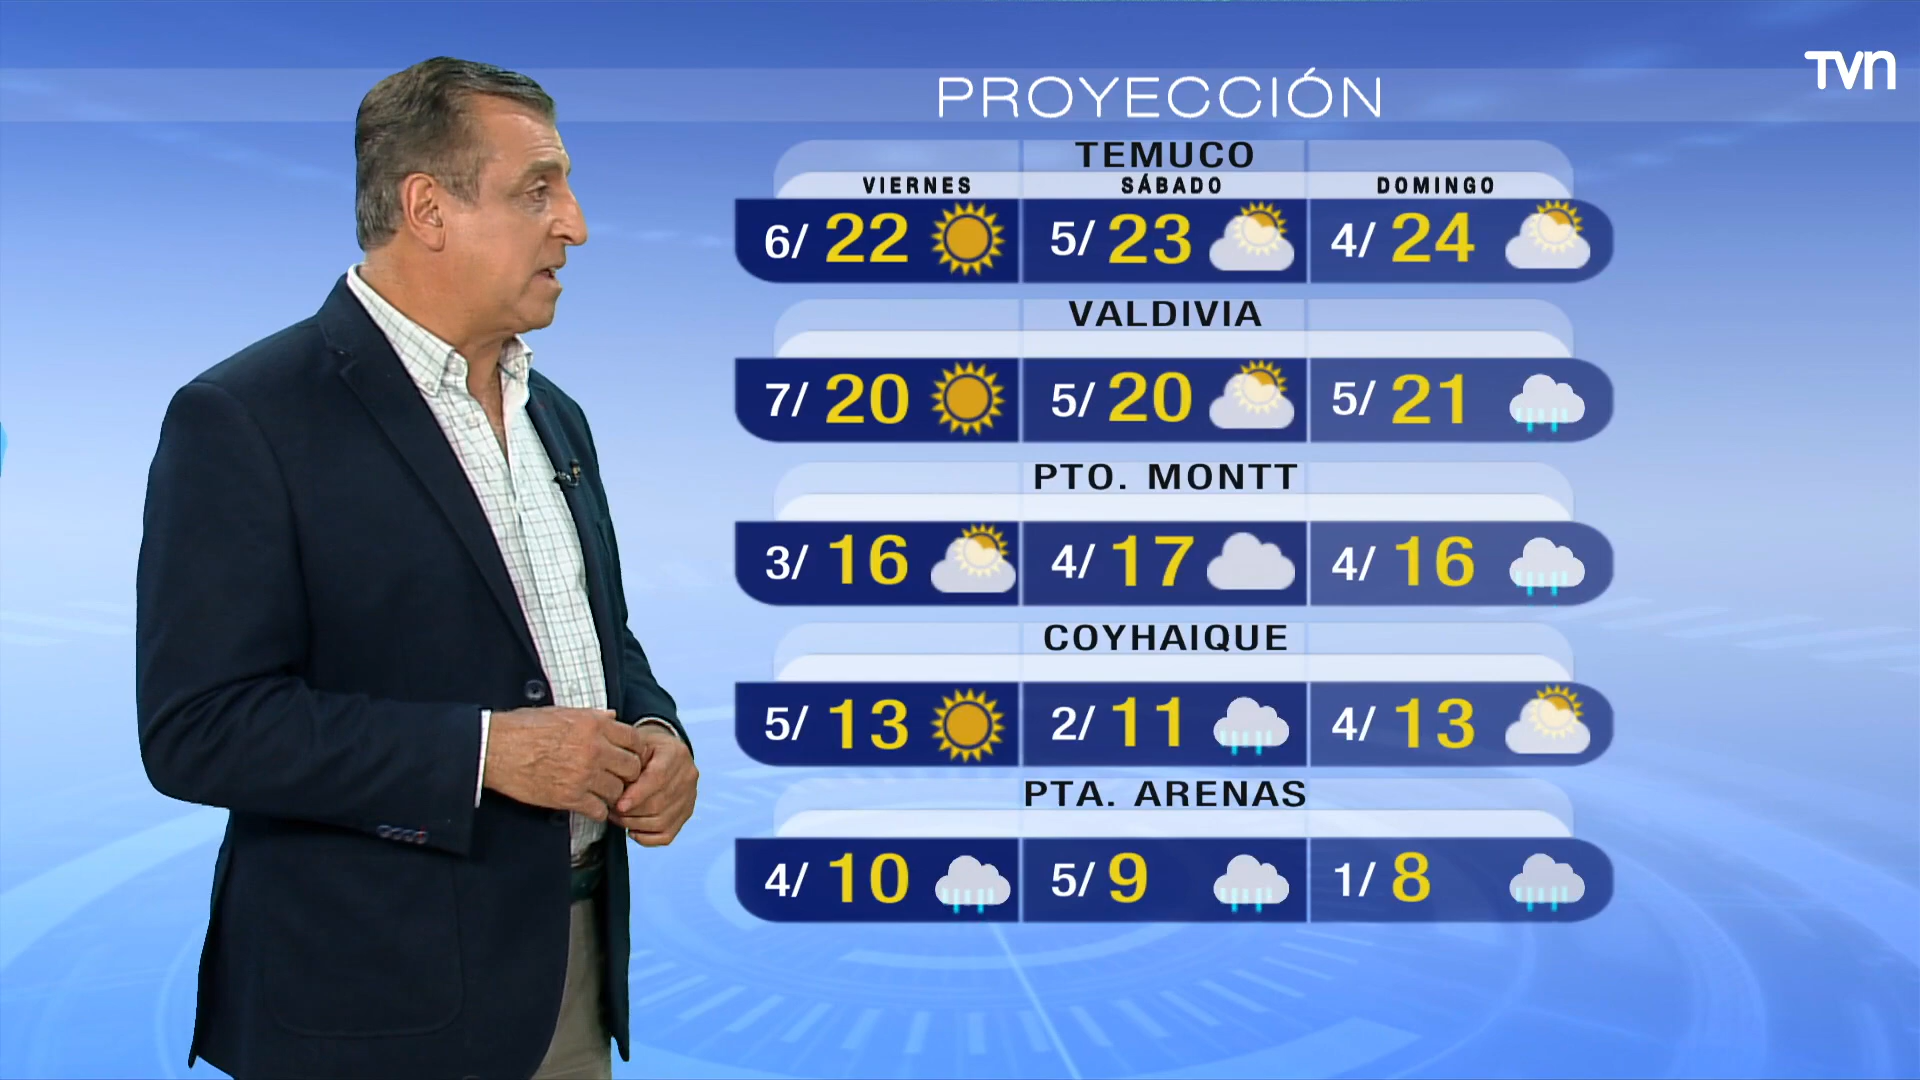 TVN
PROYECCIÓN
TEMUCO
VIERNES SÁBADO DOMINGO
6/ 22 5/ 23 4/ 24
VALDIVIA
7/ 20 5/ 20 5/ 21
PTO. MONTT
3/ 16 4/ 17 4/ 16
COYHAIQUE
5/ 13 2/ 11 4/ 13
PTA. ARENAS
4/ 10 5/ 9 1/ 8